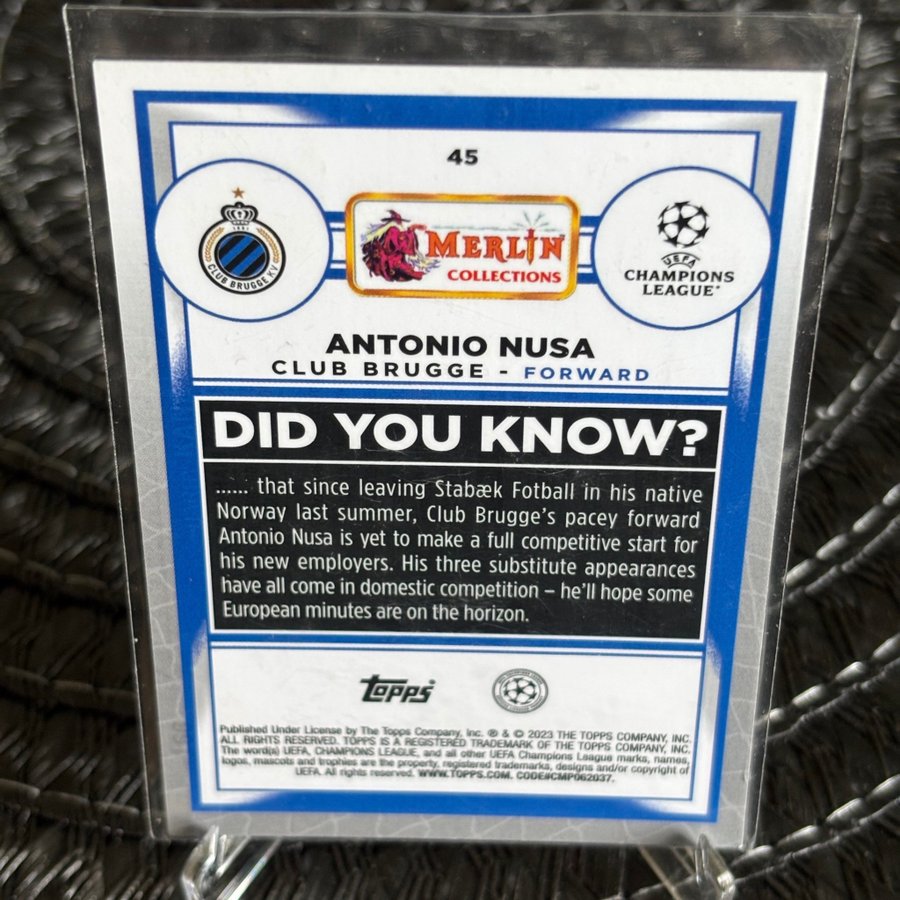 45
1891
CLUB BRUGGE K.V
MERLIN
COLLECTIONS
UEFA
CHAMPIONS
LEAGUE®
ANTONIO NUSA
CLUB BRUGGE - FORWARD
DID YOU KNOW?
...... that since leaving Stabæk Fotball in his native
Norway last summer, Club Brugge's pacey forward
Antonio Nusa is yet to make a full competitive start for
his new employers. His three substitute appearances
have all come in domestic competition – he'll hope some
European minutes are on the horizon.
Topps®
Published Under License by The Topps Company, Inc. ® & © 2023 THE TOPPS COMPANY, INC.
ALL RIGHTS RESERVED. TOPPS IS A REGISTERED TRADEMARK OF THE TOPPS COMPANY, INC.
The word(s) UEFA, CHAMPIONS LEAGUE, and all other UEFA Champions League marks, names,
logos, mascots and trophies are the property, registered trademarks, designs and/or copyright of
UEFA. All rights reserved. WWW.TOPPS.COM. CODE#CMP062037.